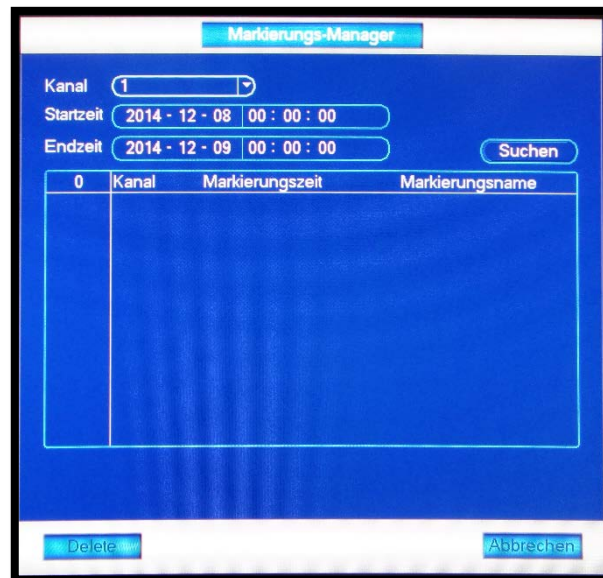 Markierungs-Manager
Kanal 1
Startzeit 2014 - 12 - 08 00 : 00 : 00
Endzeit 2014 - 12 - 09 00 : 00 : 00
Suchen
0 Kanal Markierungszeit Markierungsname
Delete Abbrechen